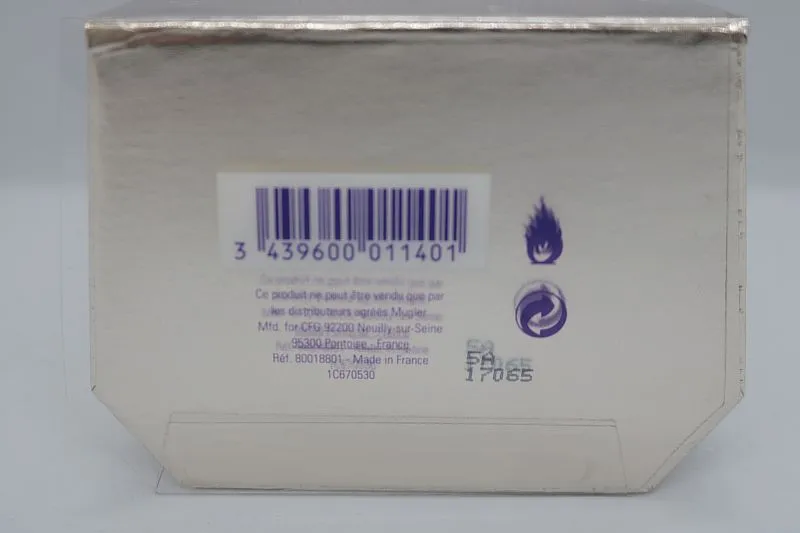 3 439600 011401
Ce produit ne peut être vendu que par
les distributeurs agréés Mugler
Mfd. for CFG 92200 Neuilly-sur-Seine
95300 Pontoise - France
Réf. 80018801 - Made in France
1C670530
5A
17065